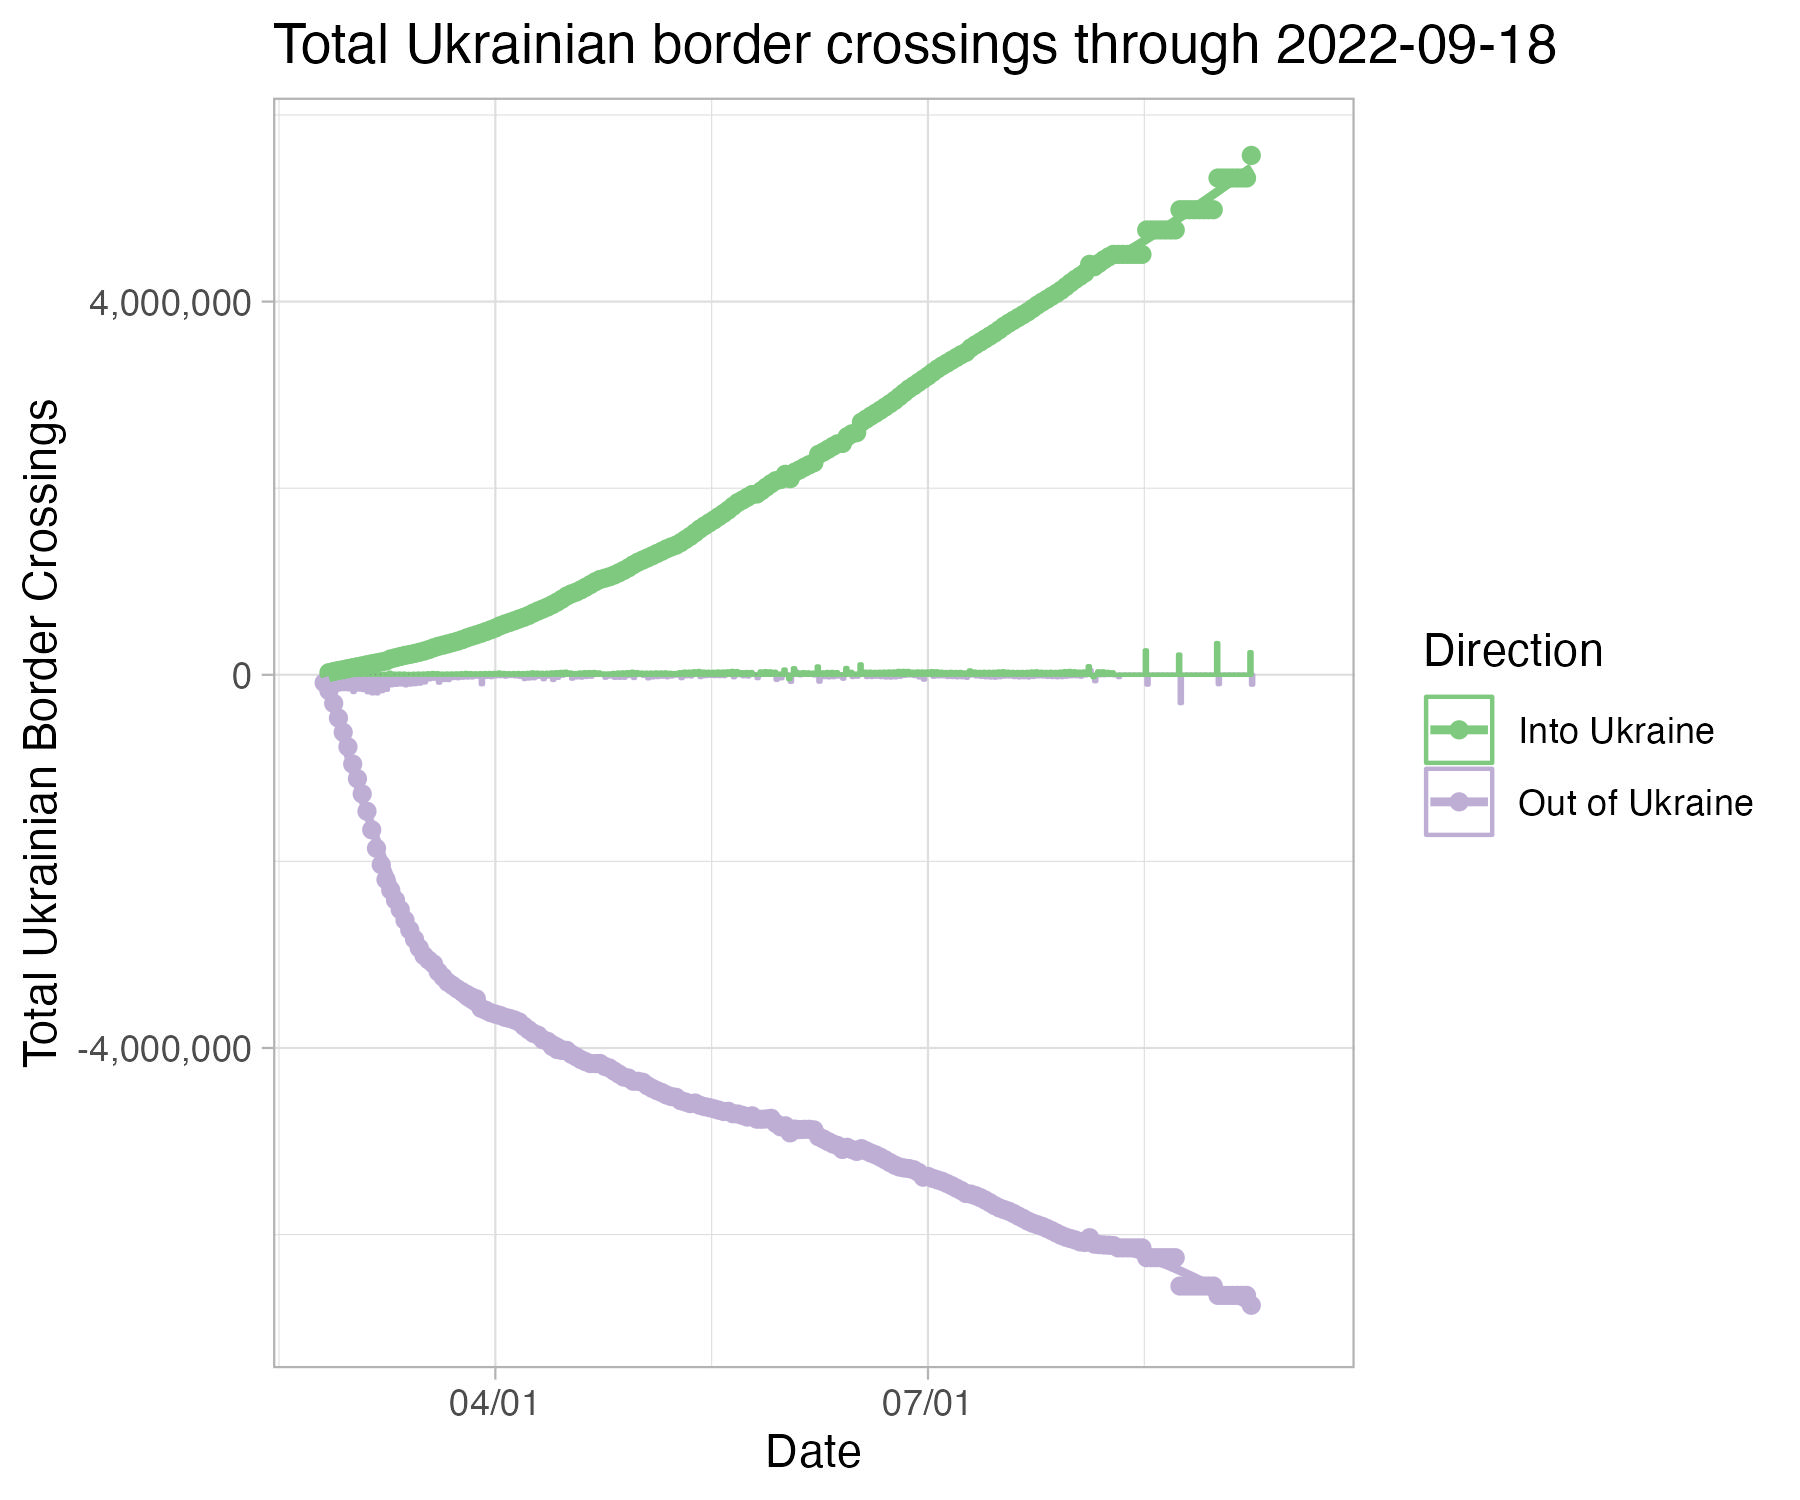 Total Ukrainian border crossings through 2022-09-18
Total Ukrainian Border Crossings
4,000,000
0
-4,000,000
04/01
07/01
Date
Direction
Into Ukraine
Out of Ukraine